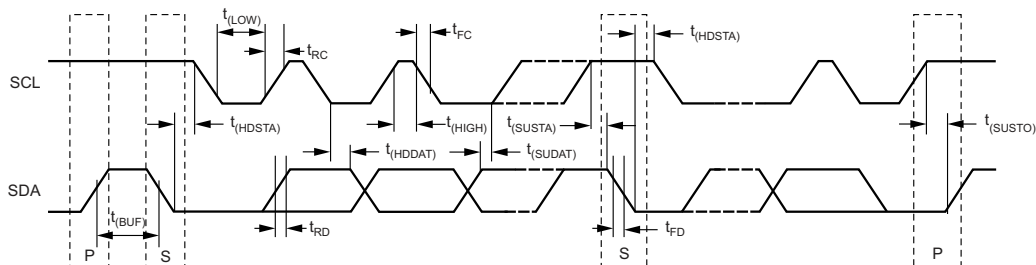 t(LOW)
tRC
tFC
t(HDSTA)
SCL
t(HDSTA)
t(HIGH)
t(SUSTA)
t(SUSTO)
t(HDDAT)
t(SUDAT)
SDA
t(BUF)
tRD
tFD
P
S
S
P